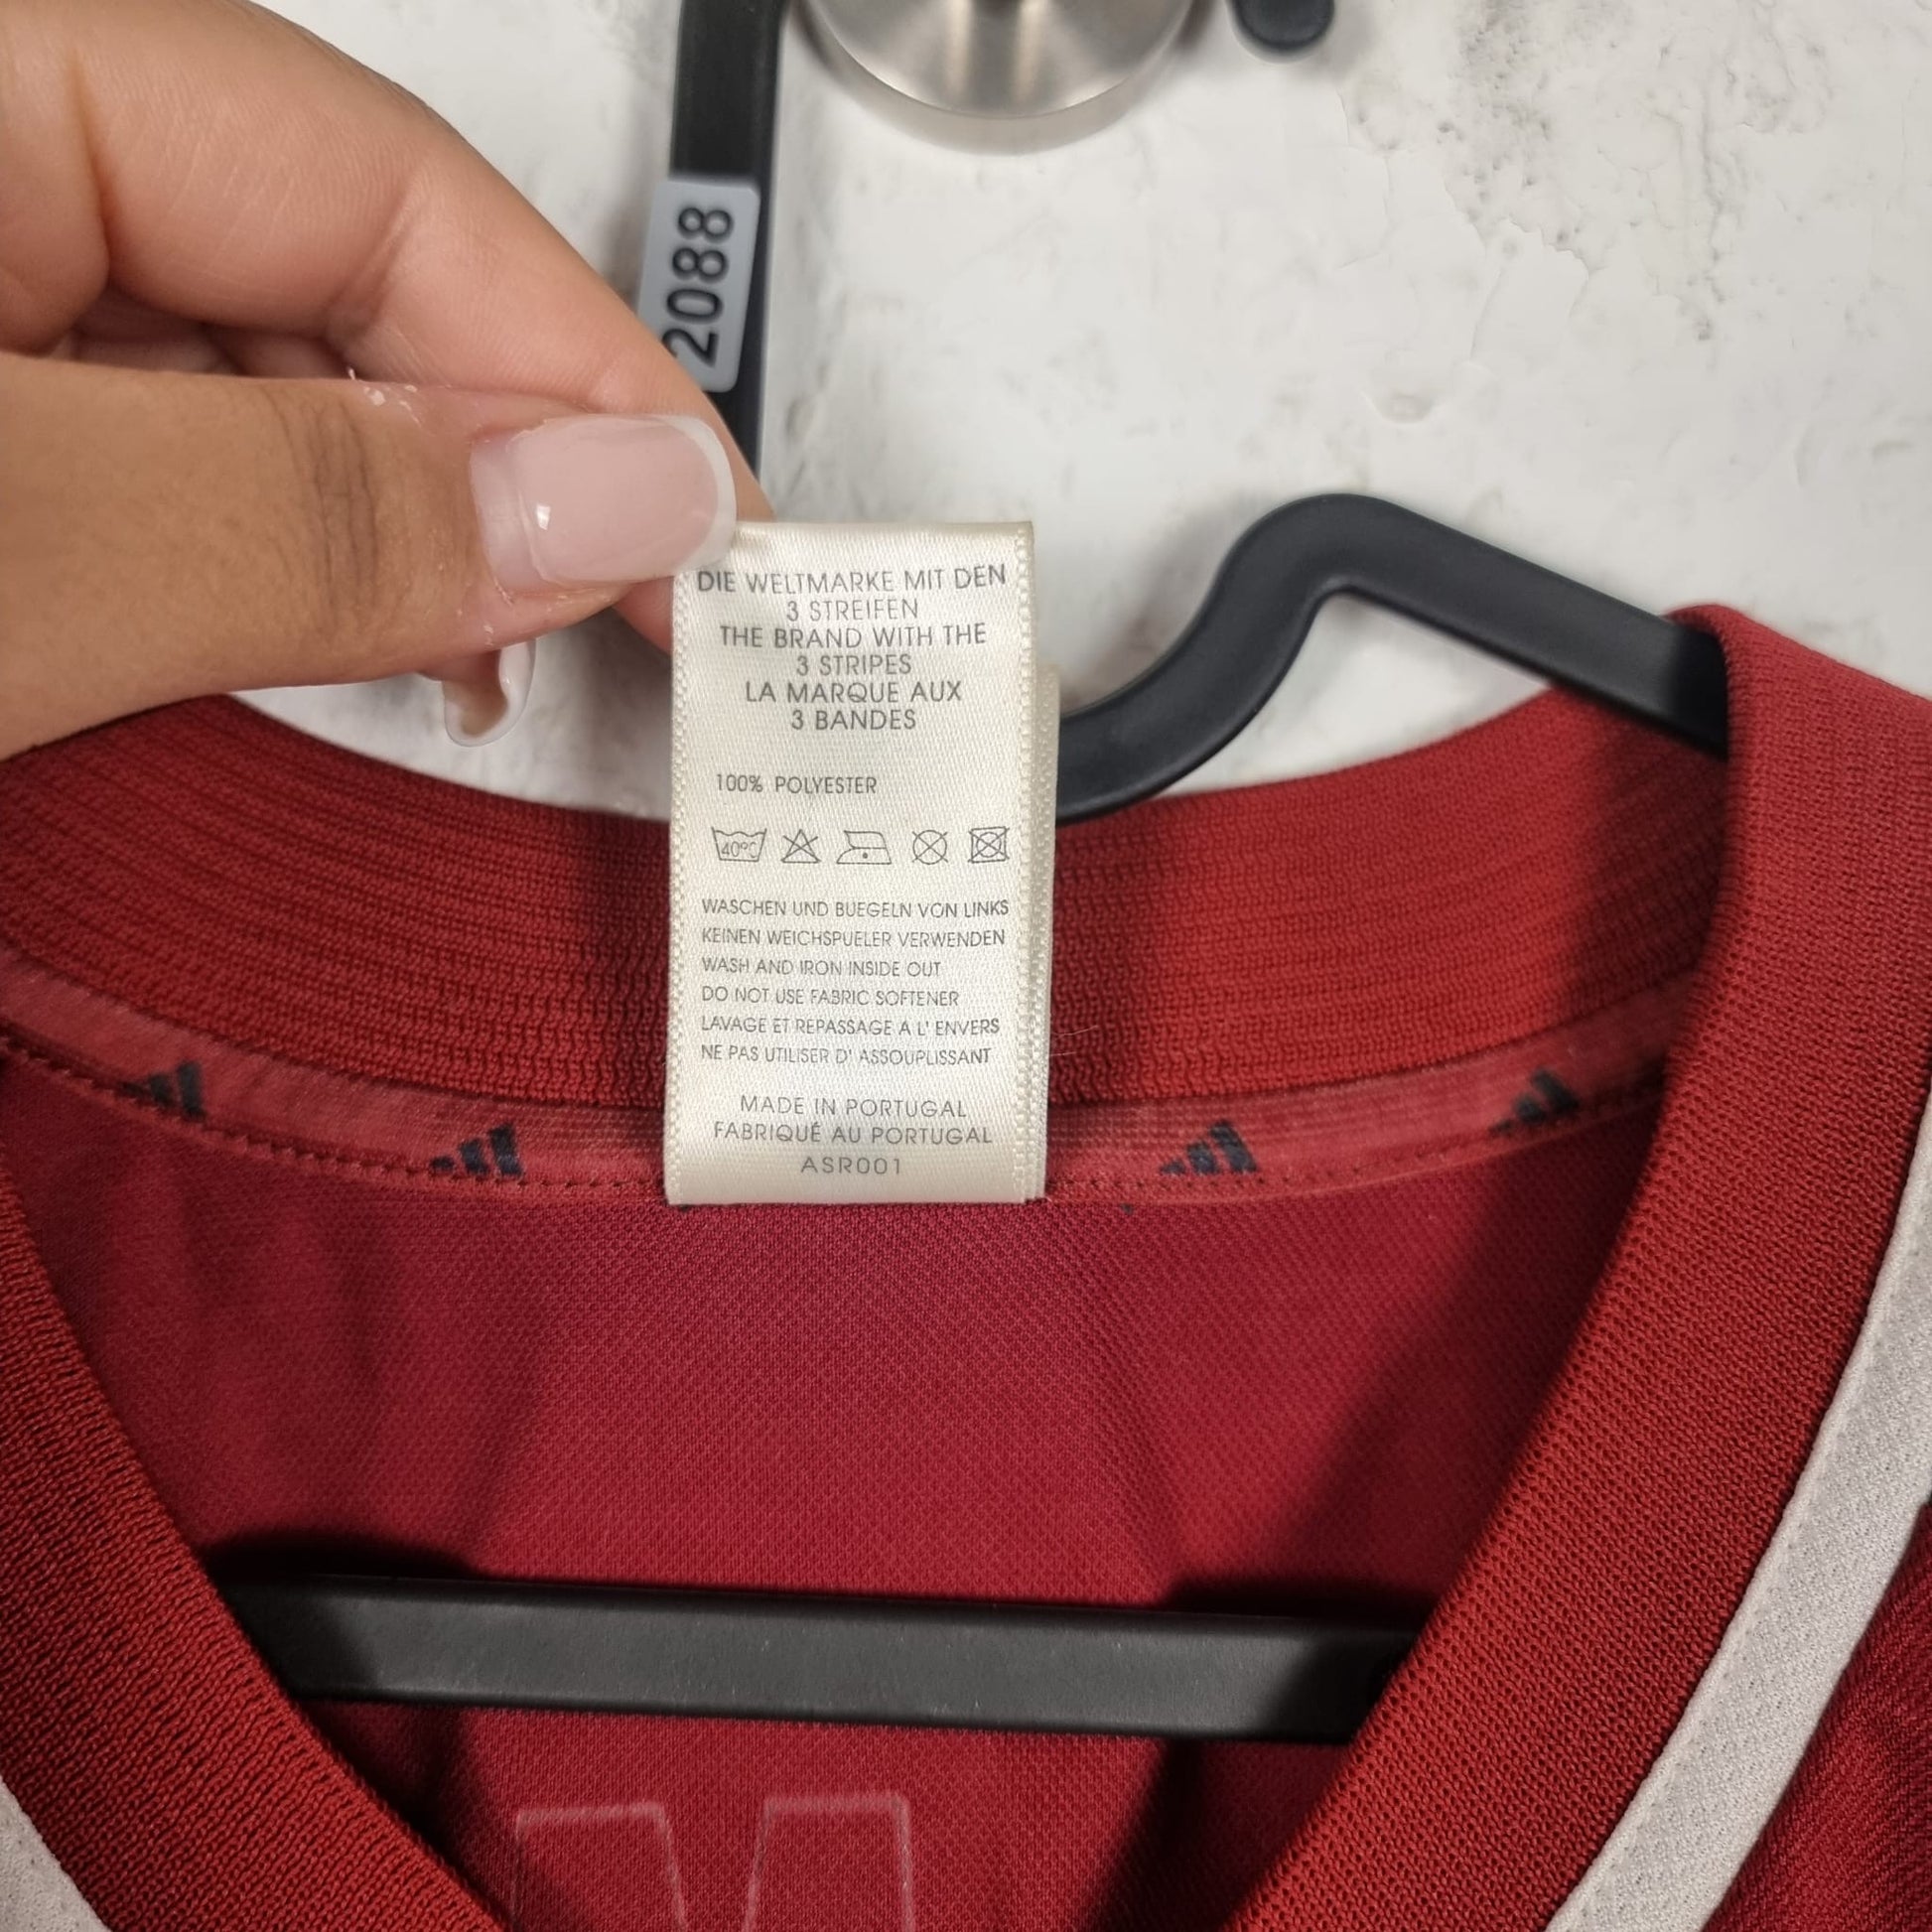 2088
DIE WELTMARKE MIT DEN
3 STREIFEN
THE BRAND WITH THE
3 STRIPES
LA MARQUE AUX
3 BANDES
100% POLYESTER
40°C
WASCHEN UND BUEGELN VON LINKS
KEINEN WEICHSPUELER VERWENDEN
WASH AND IRON INSIDE OUT
DO NOT USE FABRIC SOFTENER
LAVAGE ET REPASSAGE A L' ENVERS
NE PAS UTILISER D' ASSOUPLISSANT
MADE IN PORTUGAL
FABRIQUÉ AU PORTUGAL
ASR001